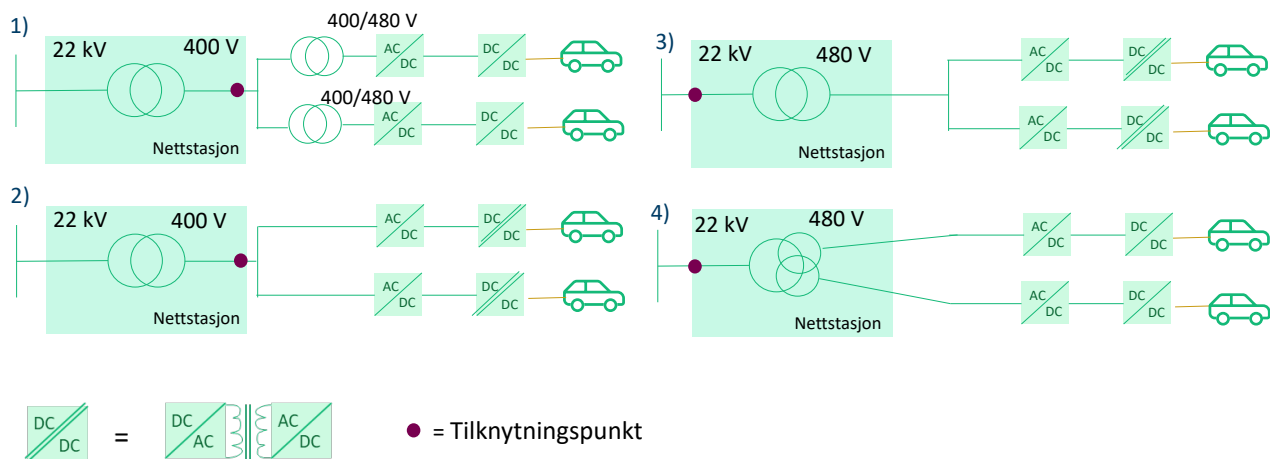 1)
22 kV
400 V
Nettstasjon
400/480 V
AC
DC
DC
DC
400/480 V
AC
DC
DC
DC
2)
22 kV
400 V
Nettstasjon
AC
DC
DC
DC
AC
DC
DC
DC
3)
22 kV
480 V
Nettstasjon
AC
DC
DC
DC
AC
DC
DC
DC
4)
22 kV
480 V
Nettstasjon
AC
DC
DC
DC
AC
DC
DC
DC
DC
DC
=
DC
AC
AC
DC
= Tilknytningspunkt